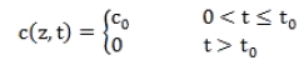 c(z, t) = { c₀ 0 < t ≤ t₀
0 t > t₀